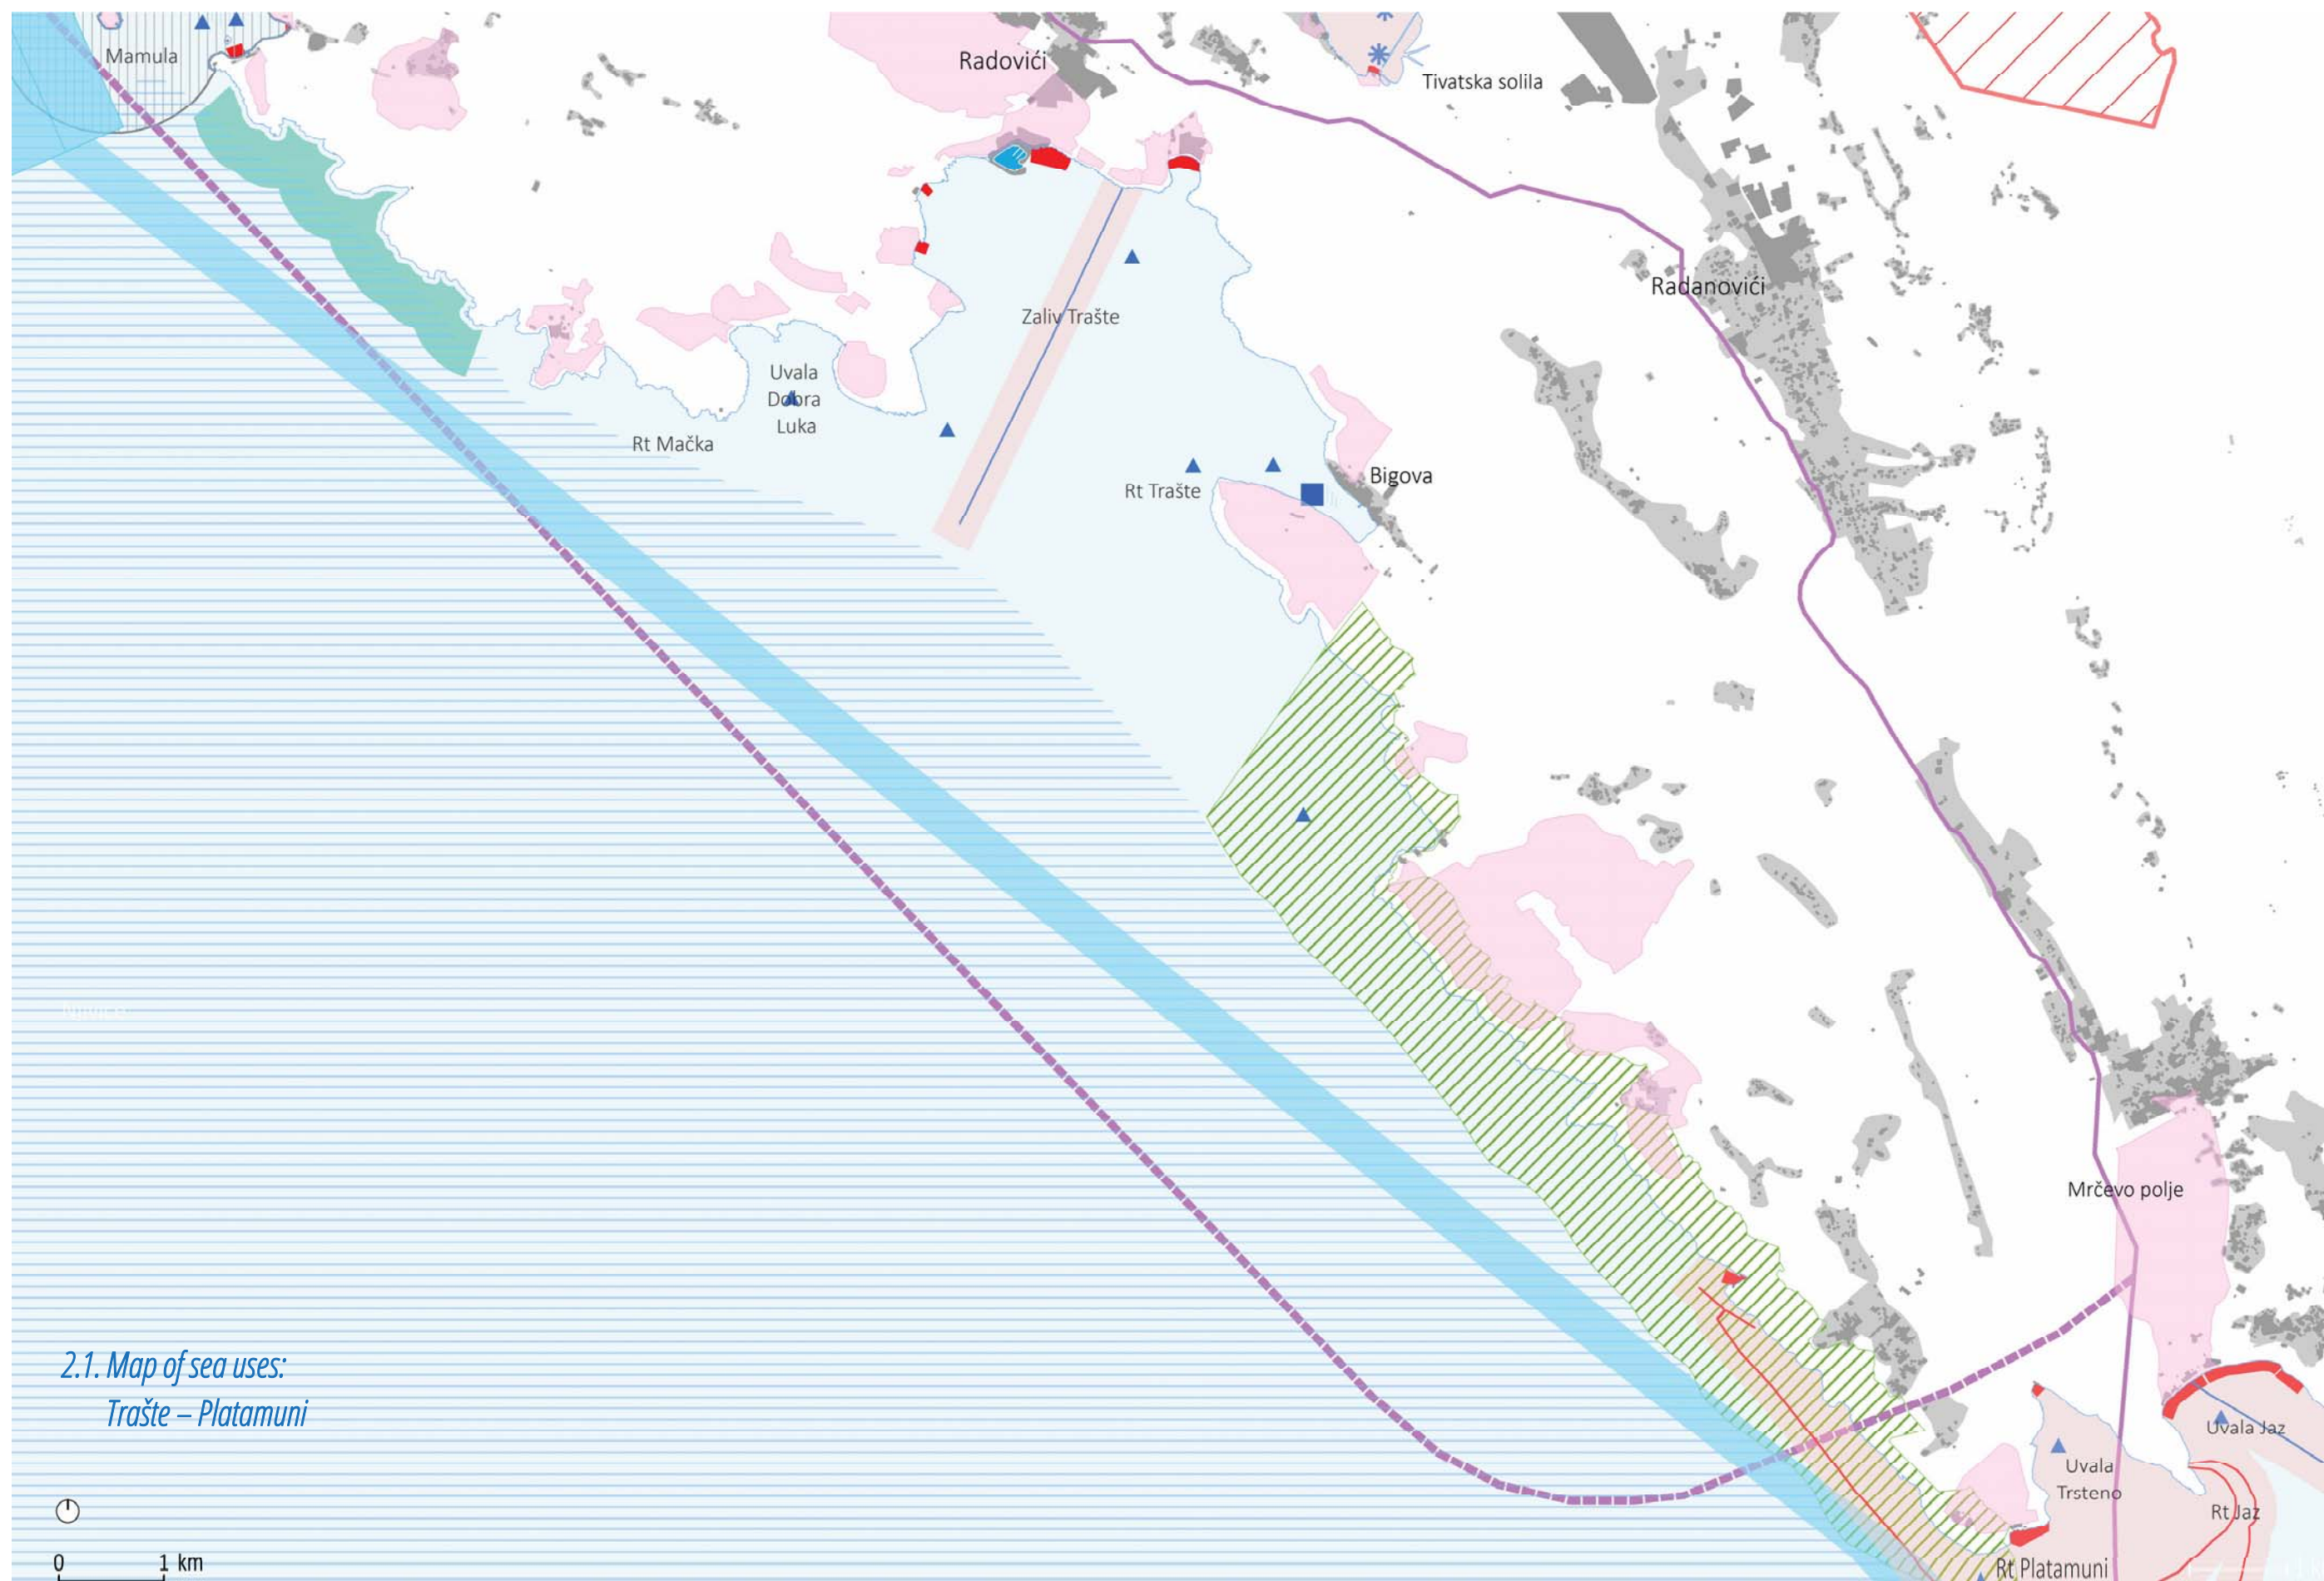 Mamula
Radovići
Tivatska solila
Radanovići
Zaliv Trašte
Uvala
Dobra
Luka
Rt Mačka
Rt Trašte
Bigova
Mrčevo polje
2.1. Map of sea uses:
Trašte – Platamuni
Uvala Jaz
Uvala
Trsteno
Rt Jaz
Rt Platamuni
0 1 km